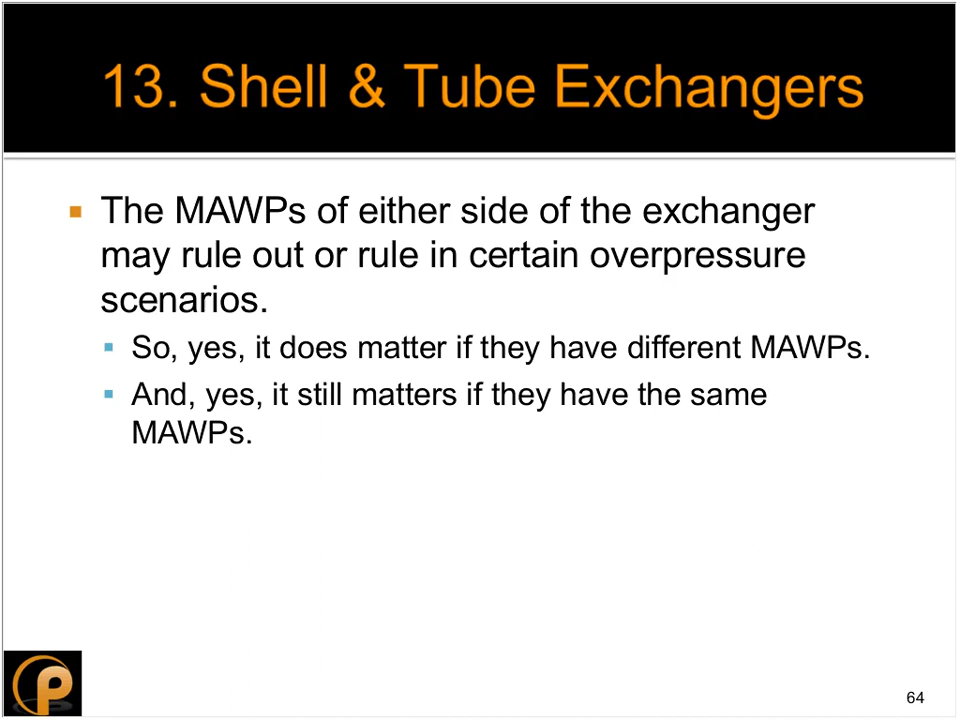 13. Shell & Tube Exchangers
The MAWPs of either side of the exchanger
may rule out or rule in certain overpressure
scenarios.
So, yes, it does matter if they have different MAWPs.
And, yes, it still matters if they have the same
MAWPs.
P
64